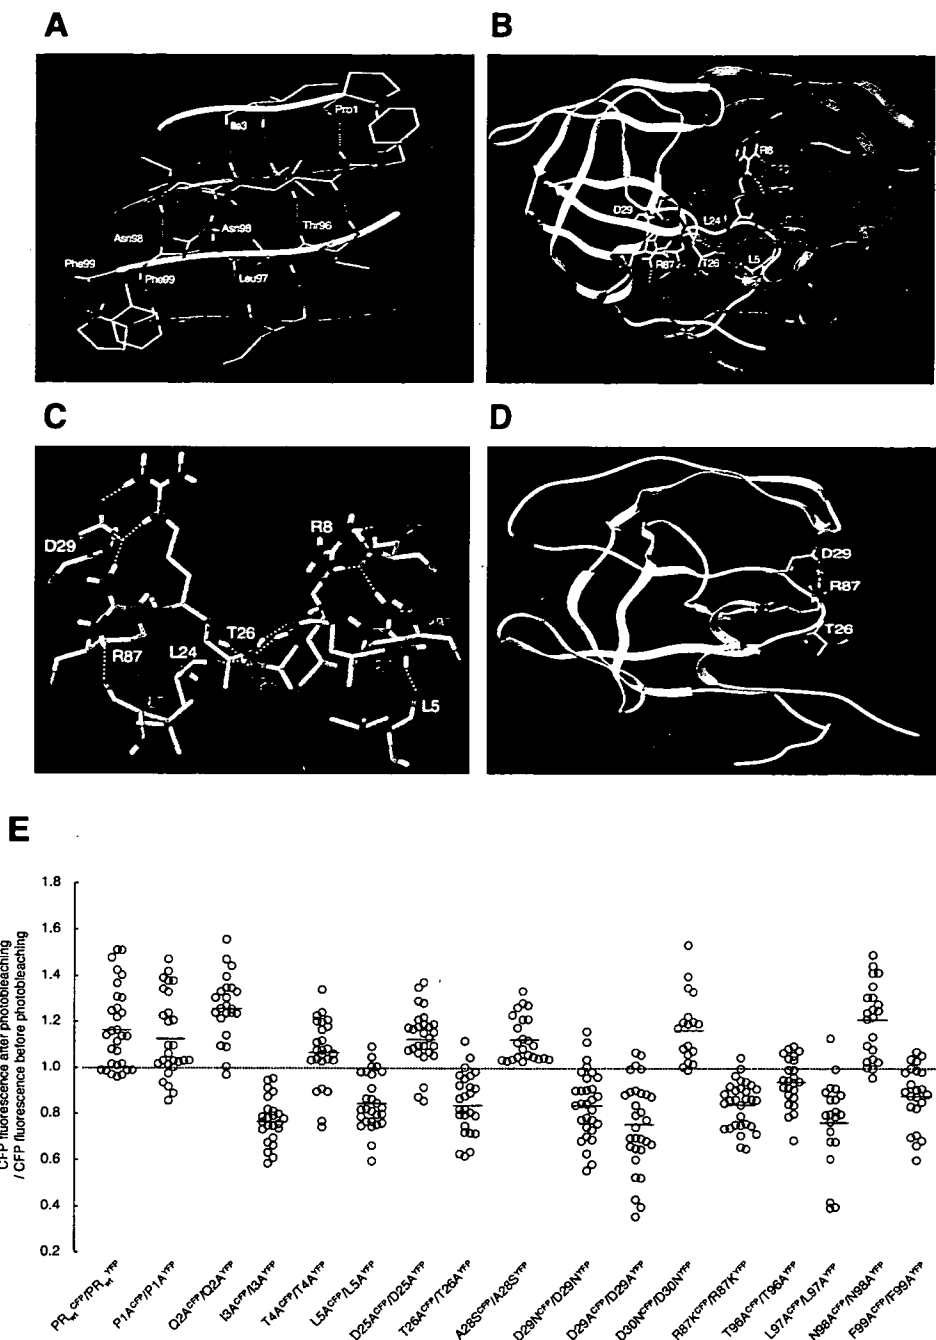 A
B
Ile3
Pro1
Asn98
Asn98
Thr96
Phe99
Phe99
Leu97
R8
D29
L24
R87
T26
L5
C
D
D29
R8
T26
R87
L24
L5
D29
R87
T26
E
CFP fluorescence after photobleaching
/ CFP fluorescence before photobleaching
1.8
1.6
1.4
1.2
1.0
0.8
0.6
0.4
0.2
PRwtCFP/PRwtYFP
P1ACFP/P1AYFP
Q2ACFP/Q2AYFP
I3ACFP/I3AYFP
T4ACFP/T4AYFP
L5ACFP/L5AYFP
D25ACFP/D25AYFP
T26ACFP/T26AYFP
A28SCFP/A28SYFP
D29NCFP/D29NYFP
D29ACFP/D29AYFP
D30NCFP/D30NYFP
R87KCFP/R87KYFP
T96ACFP/T96AYFP
L97ACFP/L97AYFP
N98ACFP/N98AYFP
F99ACFP/F99AYFP